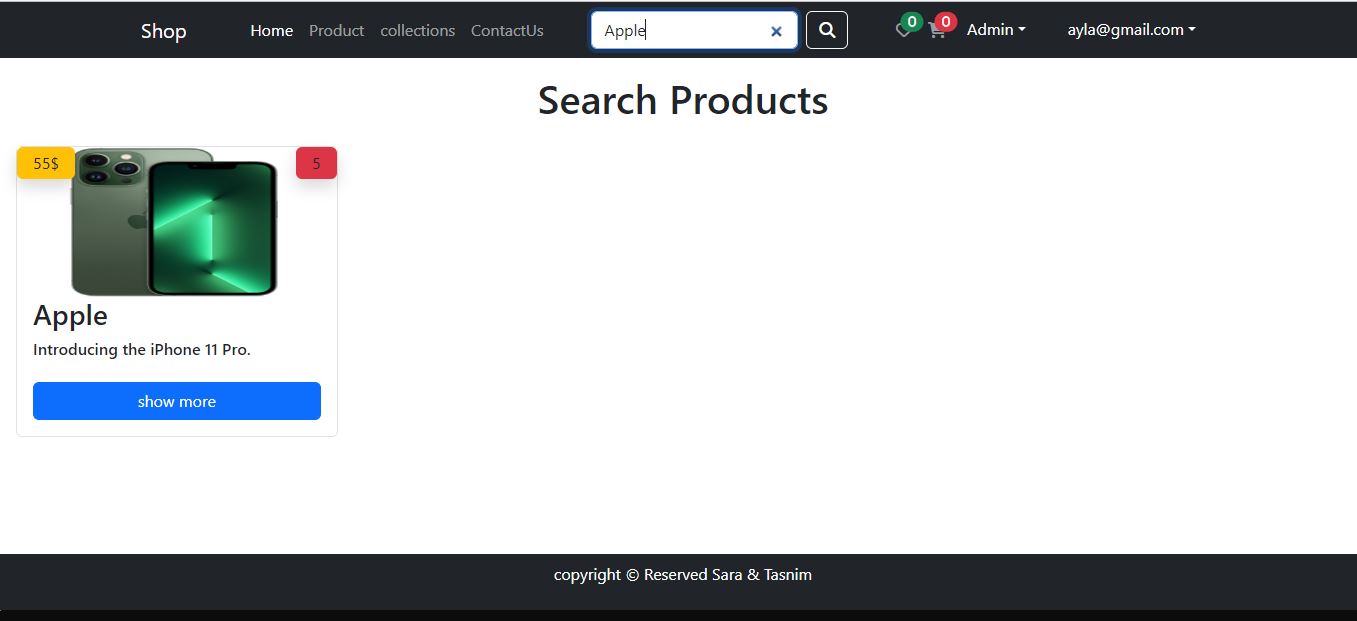 Shop Home Product collections ContactUs Apple 0 0 Admin ayla@gmail.com
Search Products
55$ 5
Apple
Introducing the iPhone 11 Pro.
show more
copyright © Reserved Sara & Tasnim